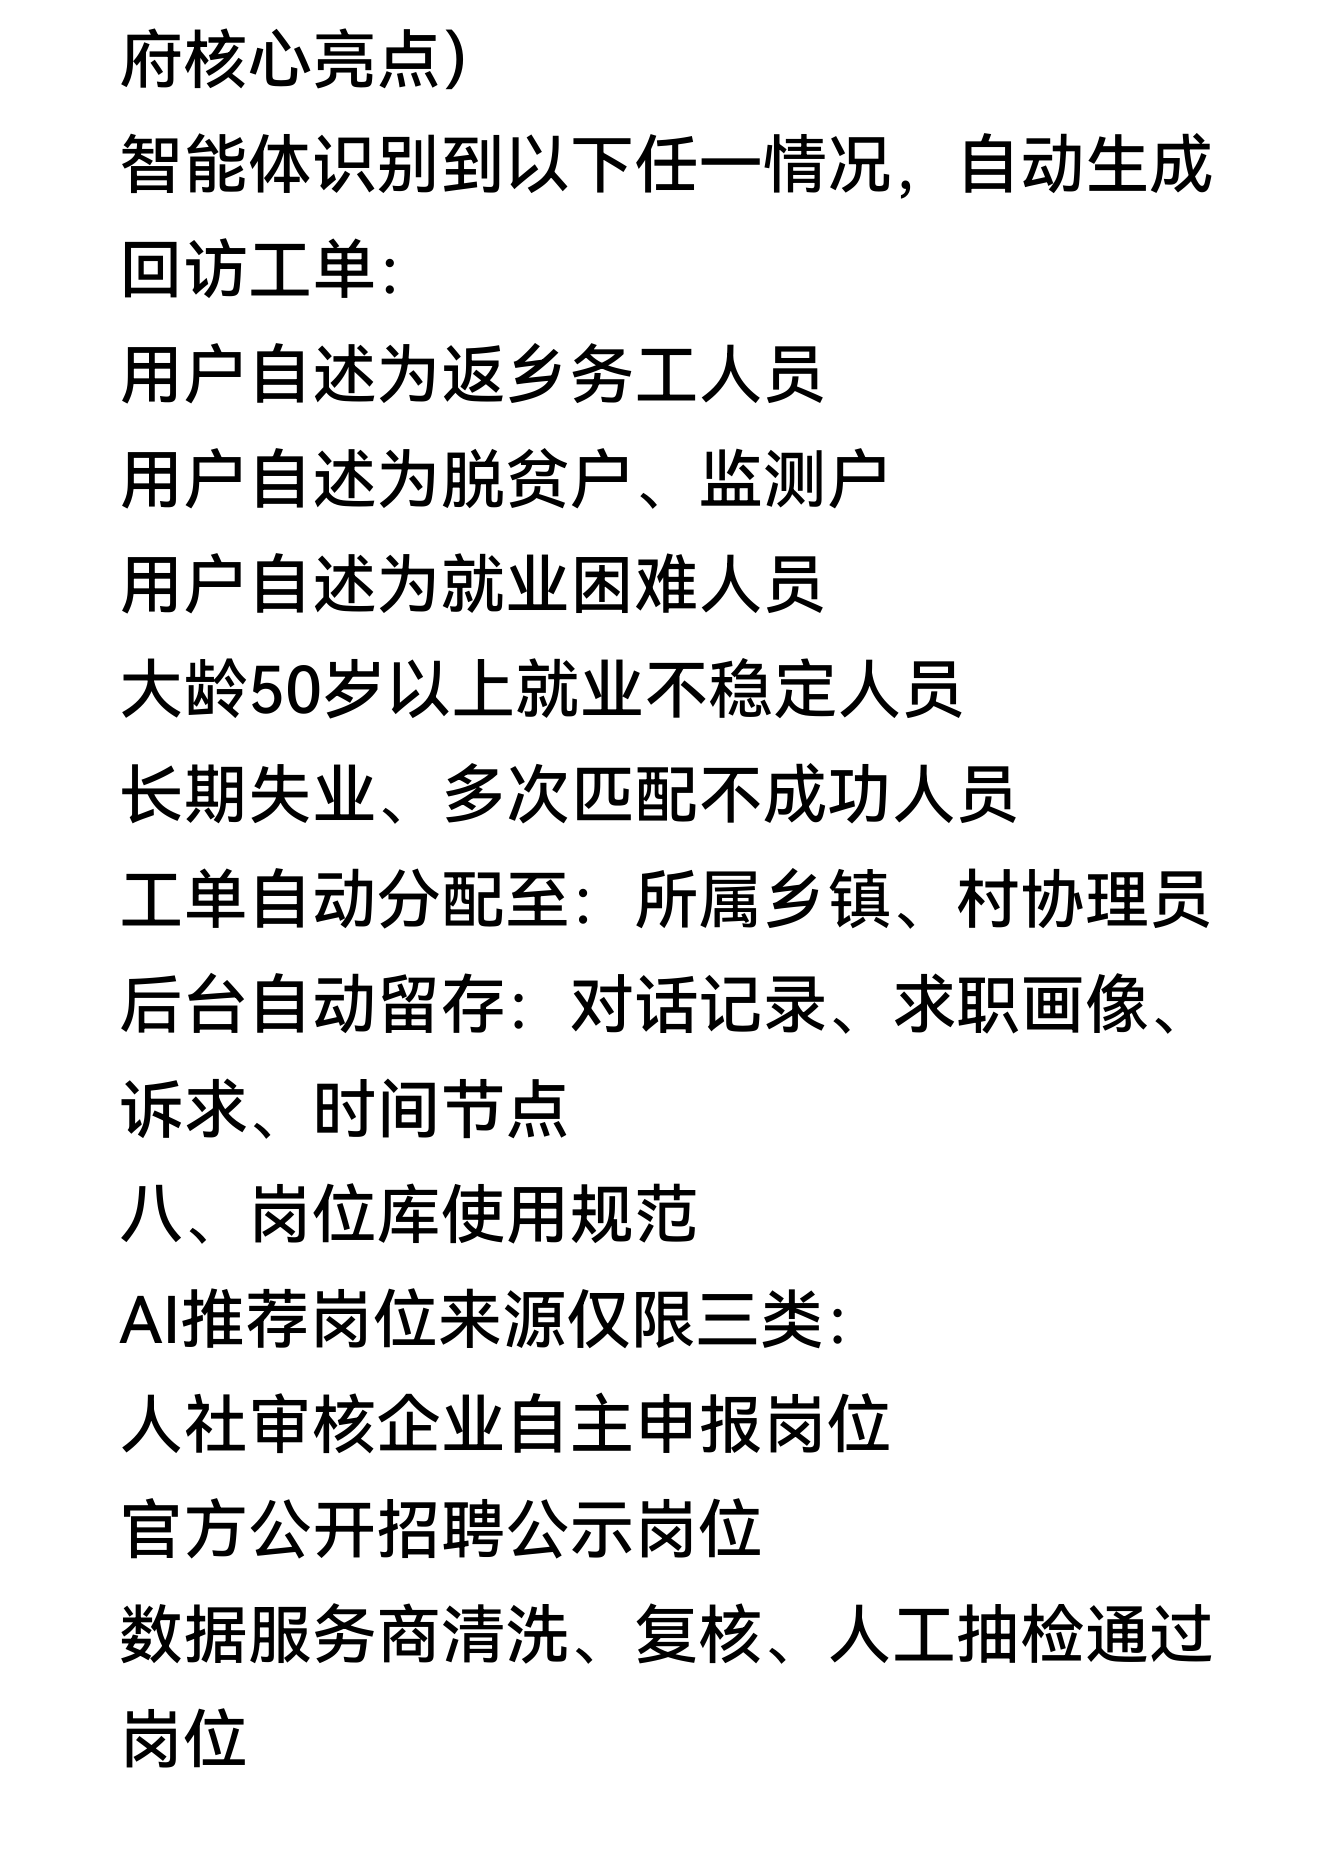 府核心亮点）
智能体识别到以下任一情况，自动生成
回访工单：
用户自述为返乡务工人员
用户自述为脱贫户、监测户
用户自述为就业困难人员
大龄50岁以上就业不稳定人员
长期失业、多次匹配不成功人员
工单自动分配至：所属乡镇、村协理员
后台自动留存：对话记录、求职画像、
诉求、时间节点
八、岗位库使用规范
AI推荐岗位来源仅限三类：
人社审核企业自主申报岗位
官方公开招聘公示岗位
数据服务商清洗、复核、人工抽检通过
岗位